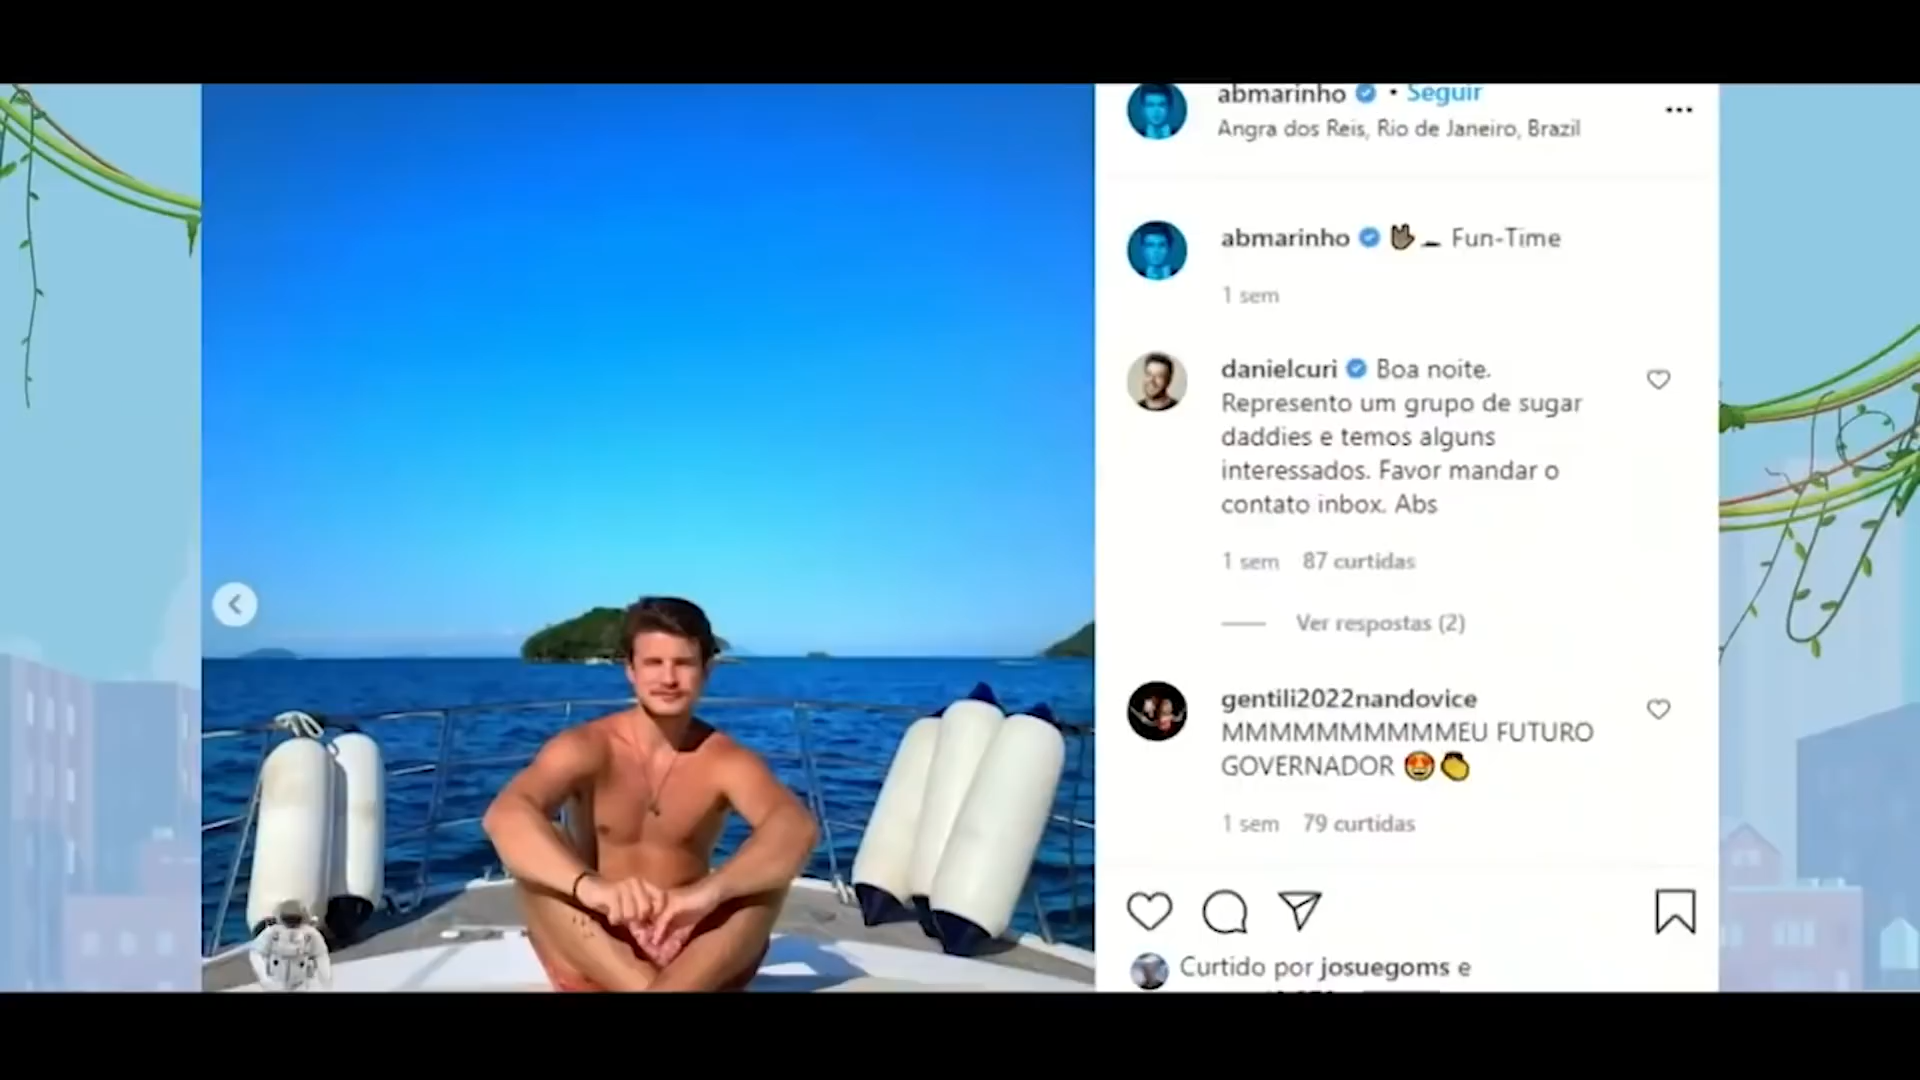 abmarinho • Seguir
Angra dos Reis, Rio de Janeiro, Brazil
abmarinho Fun-Time
1 sem
danielcuri Boa noite.
Represento um grupo de sugar
daddies e temos alguns
interessados. Favor mandar o
contato inbox. Abs
1 sem 87 curtidas
Ver respostas (2)
gentili2022nandovice
MMMMMMMMMMEU FUTURO
GOVERNADOR 🤩👏
1 sem 79 curtidas
Curtido por josuegoms e